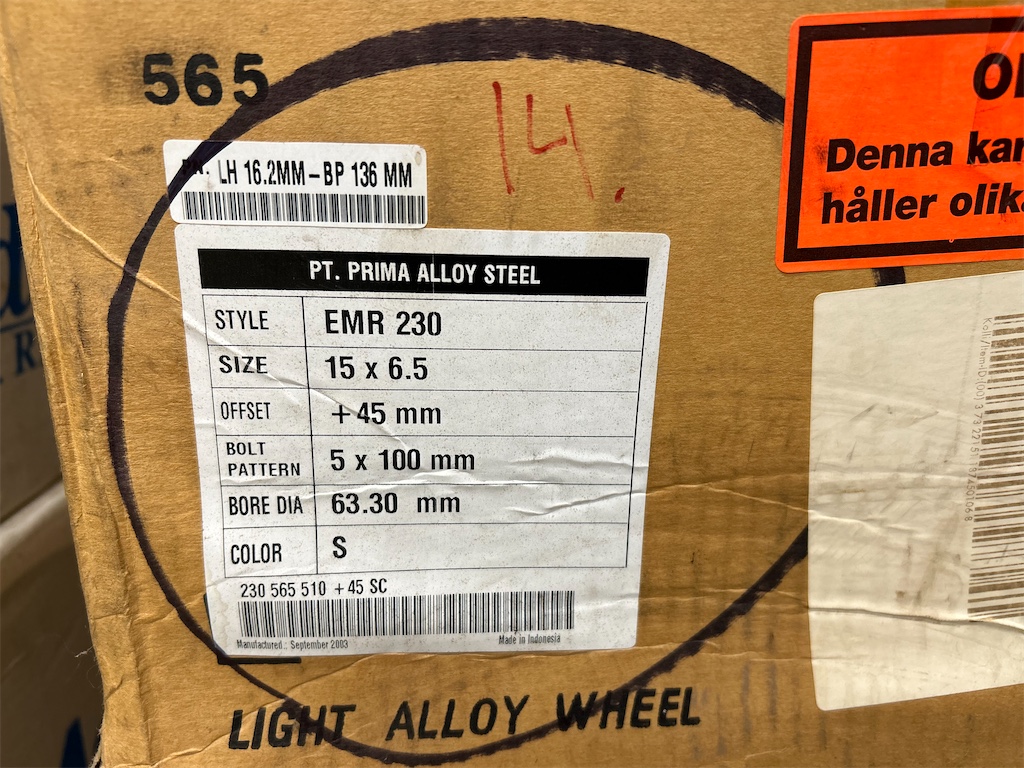 565
14.
LH 16.2MM-BP 136 MM
PT. PRIMA ALLOY STEEL
STYLE EMR 230
SIZE 15 x 6.5
OFFSET +45 mm
BOLT PATTERN 5 x 100 mm
BORE DIA 63.30 mm
COLOR S
230 565 510 +45 SC
Manufactured.: September 2003
Made in Indonesia
LIGHT ALLOY WHEEL
Denna
håller